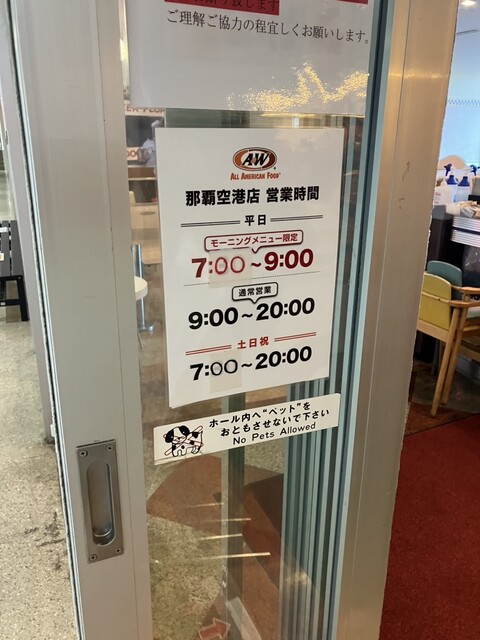 ご理解ご協力の程宜しくお願いします。
A&W
ALL AMERICAN FOOD®
那覇空港店 営業時間
平日
モーニングメニュー限定
7:00~9:00
通常営業
9:00~20:00
土日祝
7:00~20:00
ホール内へ"ペット"を
おともさせないで下さい
No Pets Allowed